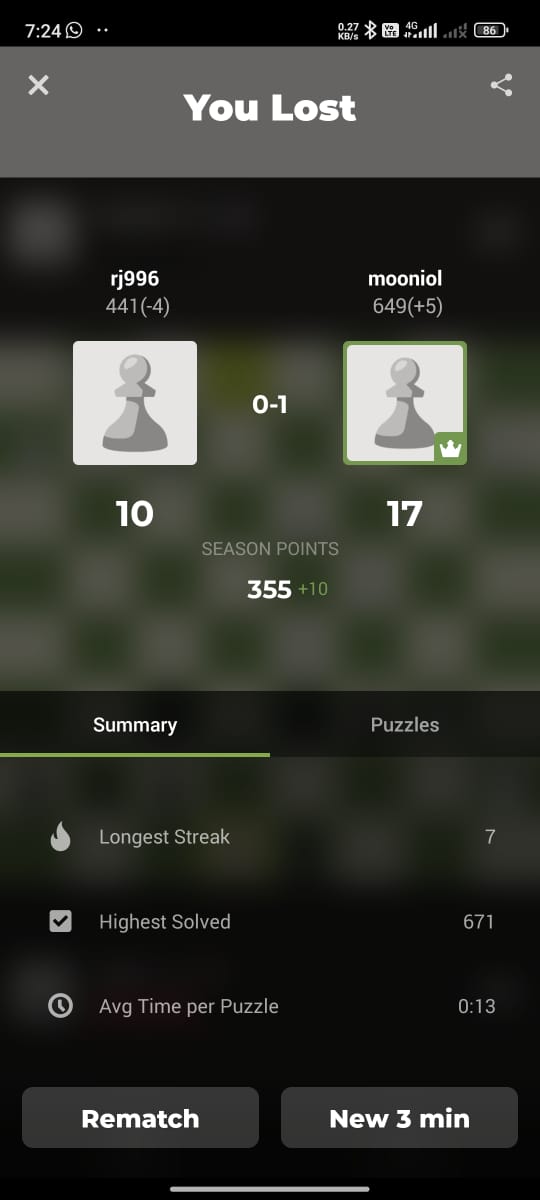 7:24
0.27 KB/s Vo LTE 4G 86
You Lost
rj996 mooniol
441(-4) 649(+5)
0-1
10 17
SEASON POINTS
355 +10
Summary Puzzles
Longest Streak 7
Highest Solved 671
Avg Time per Puzzle 0:13
Rematch New 3 min